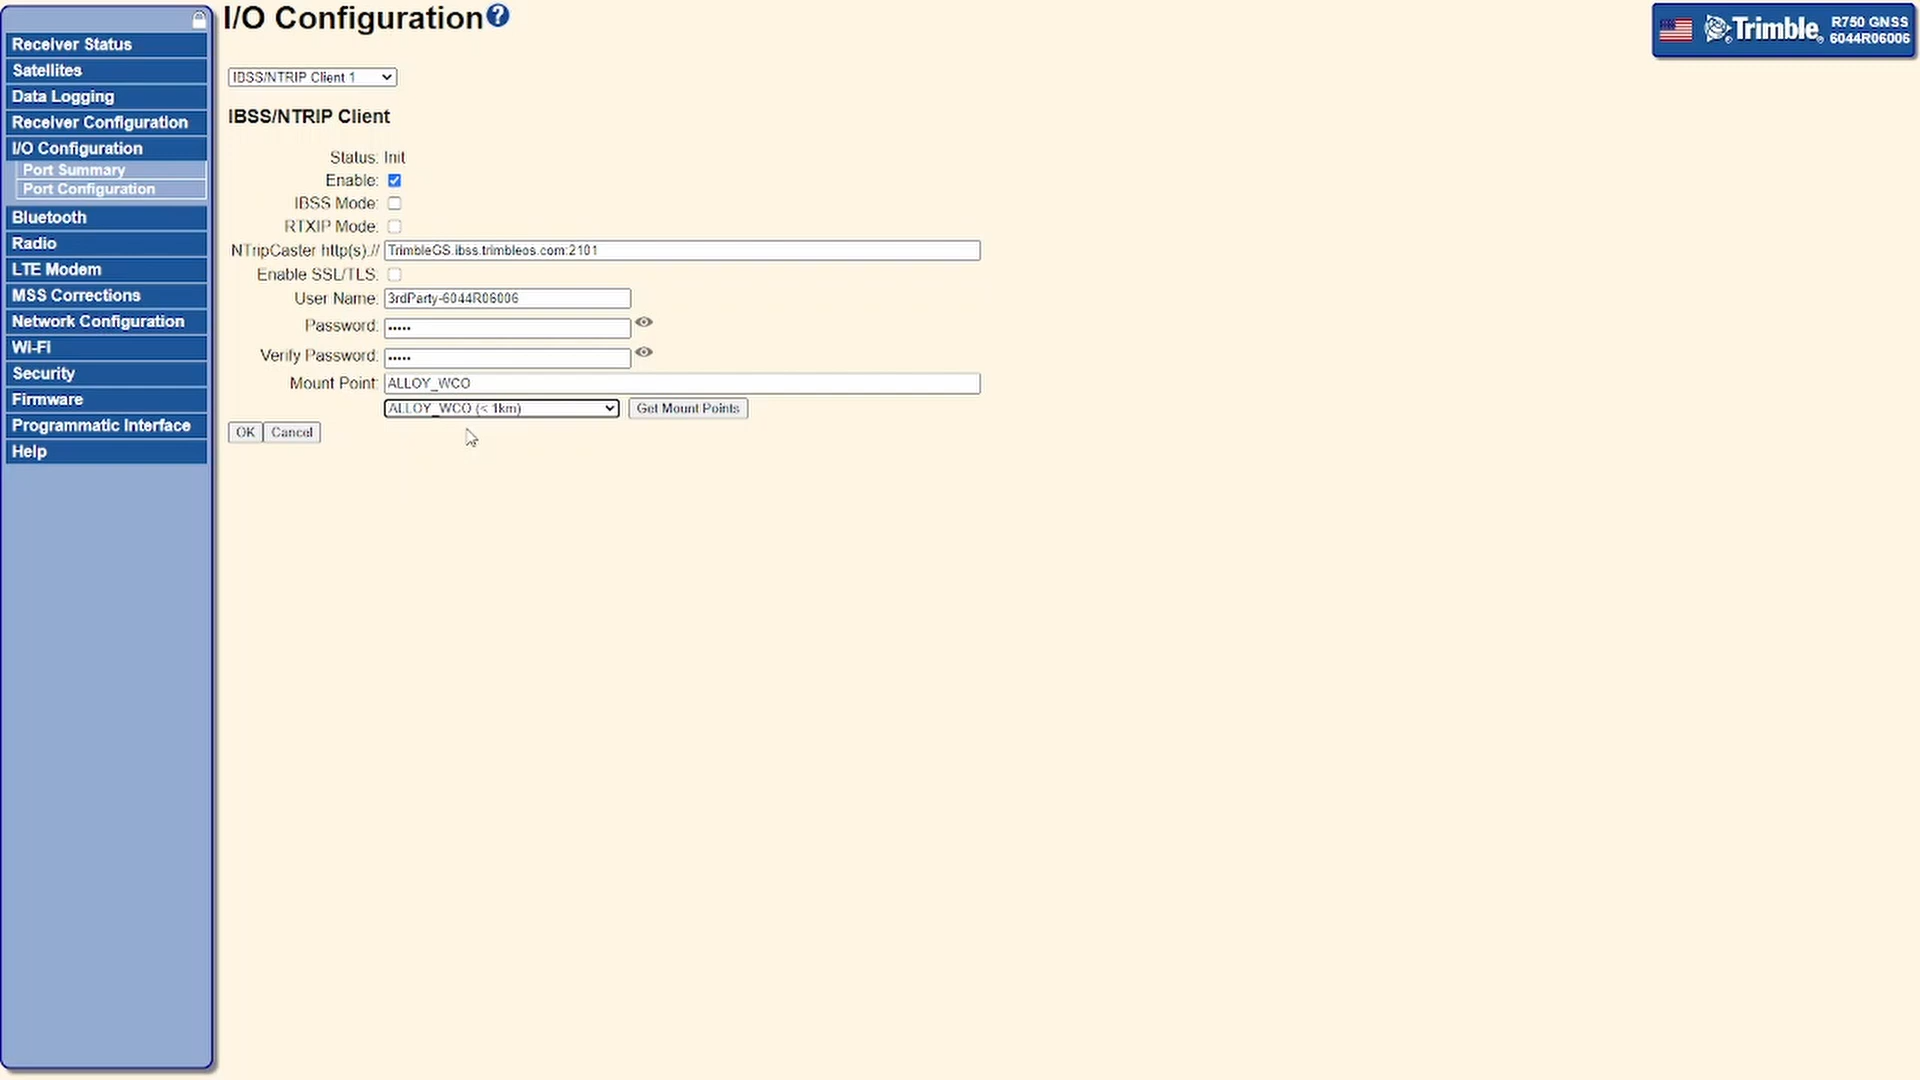 I/O Configuration?
Trimble.
R750 GNSS
6044R06006
Receiver Status
Satellites
Data Logging
Receiver Configuration
I/O Configuration
Port Summary
Port Configuration
Bluetooth
Radio
LTE Modem
MSS Corrections
Network Configuration
Wi-Fi
Security
Firmware
Programmatic Interface
Help
IBSS/NTRIP Client 1
IBSS/NTRIP Client
Status: Init
Enable:
IBSS Mode:
RTXIP Mode:
NTripCaster http(s):// TrimbleGS.ibss.trimbleos.com:2101
Enable SSL/TLS:
User Name: 3rdParty-6044R06006
Password: •••••
Verify Password: •••••
Mount Point: ALLOY_WCO
ALLOY_WCO (< 1km) Get Mount Points
OK Cancel